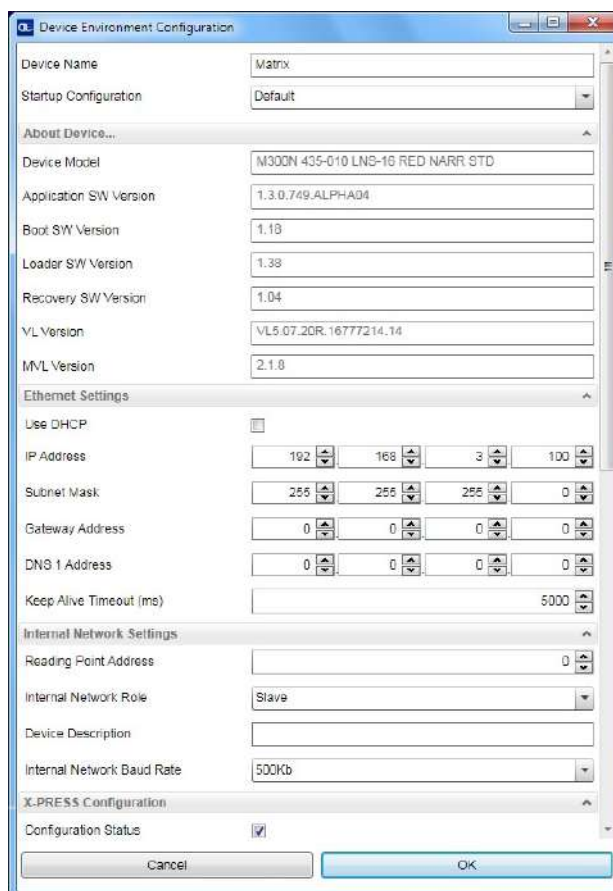 DL Device Environment Configuration
Device Name Matrix
Startup Configuration Default
About Device...
Device Model M300N 435-010 LNS-16 RED NARR STD
Application SW Version 1.3.0.749.ALPHA04
Boot SW Version 1.18
Loader SW Version 1.38
Recovery SW Version 1.04
VL Version VL5.07.20R.16777214.14
MVL Version 2.1.8
Ethernet Settings
Use DHCP
IP Address 192 . 168 . 3 . 100
Subnet Mask 255 . 255 . 255 . 0
Gateway Address 0 . 0 . 0 . 0
DNS 1 Address 0 . 0 . 0 . 0
Keep Alive Timeout (ms) 5000
Internal Network Settings
Reading Point Address 0
Internal Network Role Slave
Device Description
Internal Network Baud Rate 500Kb
X-PRESS Configuration
Configuration Status
Cancel OK